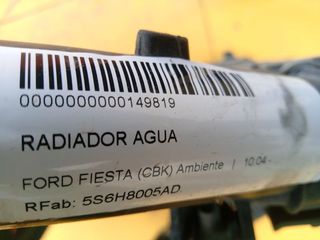 0000000000149819
RADIADOR AGUA
FORD FIESTA (CBK) Ambiente | 10.04 -
RFab: 5S6H8005AD